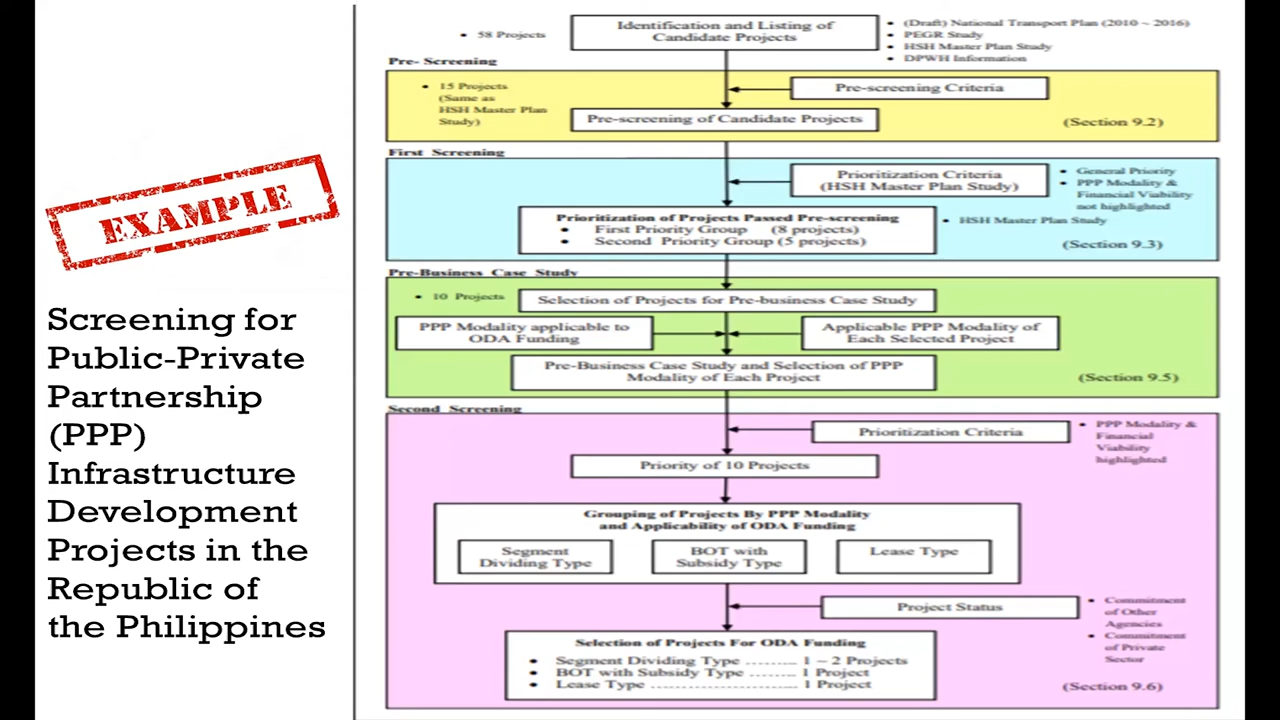 EXAMPLE
Screening for
Public-Private
Partnership
(PPP)
Infrastructure
Development
Projects in the
Republic of
the Philippines
• 58 Projects
Identification and Listing of
Candidate Projects
• (Draft) National Transport Plan (2010 ~ 2016)
• PEGR Study
• HSH Master Plan Study
• DPWH Information
Pre- Screening
• 15 Projects
(Same as
HSH Master Plan
Study)
Pre-screening Criteria
Pre-screening of Candidate Projects
(Section 9.2)
First Screening
Prioritization Criteria
(HSH Master Plan Study)
• General Priority
• PPP Modality &
Financial Viability
not highlighted
Prioritization of Projects Passed Pre-screening
• First Priority Group (8 projects)
• Second Priority Group (5 projects)
• HSH Master Plan Study
(Section 9.3)
Pre-Business Case Study
• 10 Projects
Selection of Projects for Pre-business Case Study
PPP Modality applicable to
ODA Funding
Applicable PPP Modality of
Each Selected Project
Pre-Business Case Study and Selection of PPP
Modality of Each Project
(Section 9.5)
Second Screening
Prioritization Criteria
• PPP Modality &
Financial
Viability
highlighted
Priority of 10 Projects
Grouping of Projects By PPP Modality
and Applicability of ODA Funding
Segment
Dividing Type
BOT with
Subsidy Type
Lease Type
Project Status
• Commitment
of Other
Agencies
• Commitment
of Private
Sector
Selection of Projects For ODA Funding
• Segment Dividing Type ........... 1 ~ 2 Projects
• BOT with Subsidy Type ........ 1 Project
• Lease Type ........................ 1 Project
(Section 9.6)